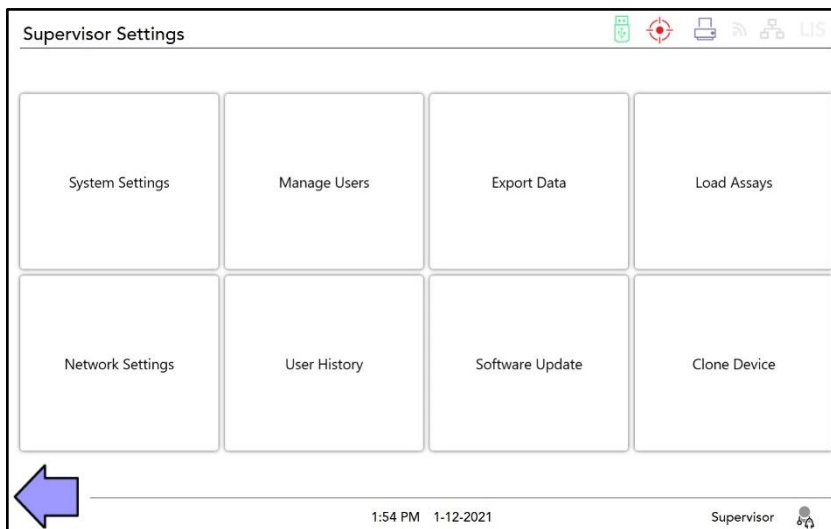 Supervisor Settings
LIS
System Settings
Manage Users
Export Data
Load Assays
Network Settings
User History
Software Update
Clone Device
1:54 PM 1-12-2021
Supervisor